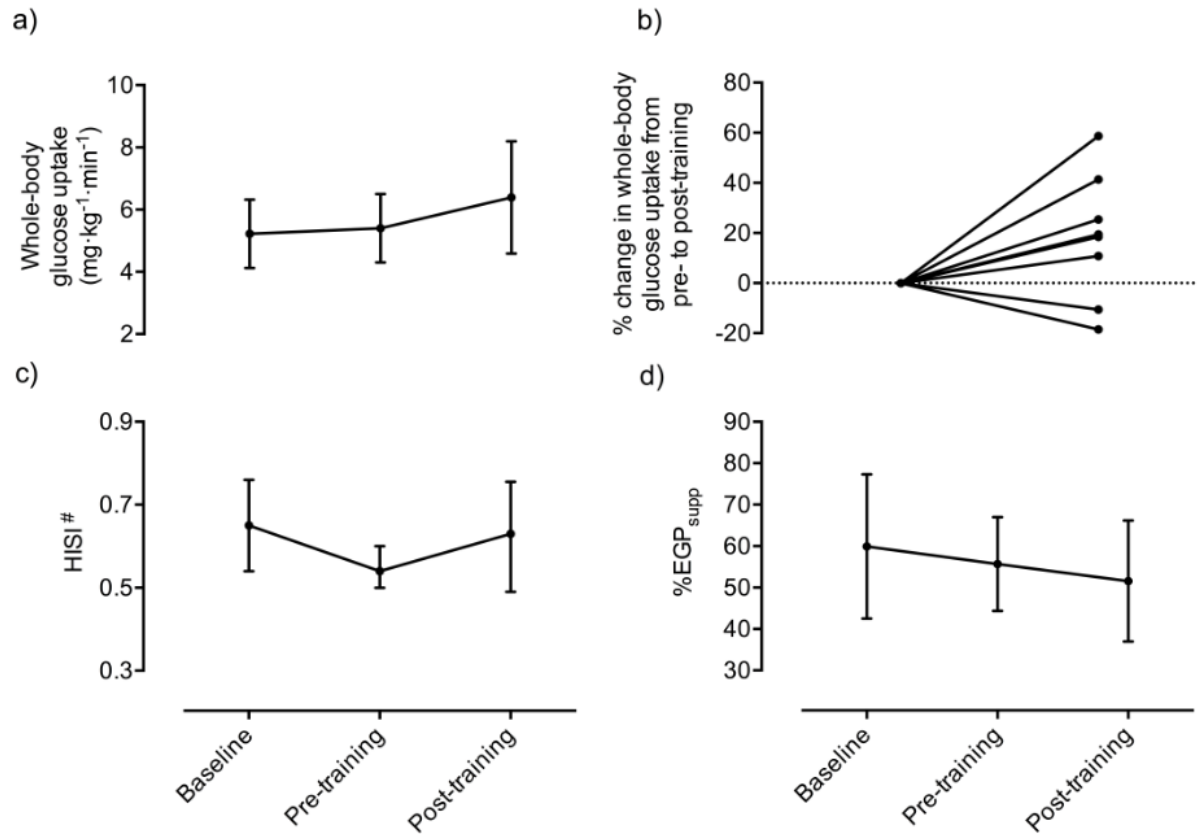 a)
Whole-body
glucose uptake
(mg·kg⁻¹·min⁻¹)
10
8
6
4
2
b)
% change in whole-body
glucose uptake from
pre- to post-training
80
60
40
20
0
-20
c)
HISI #
0.9
0.7
0.5
0.3
Baseline
Pre-training
Post-training
d)
%EGPsupp
90
80
70
60
50
40
30
Baseline
Pre-training
Post-training